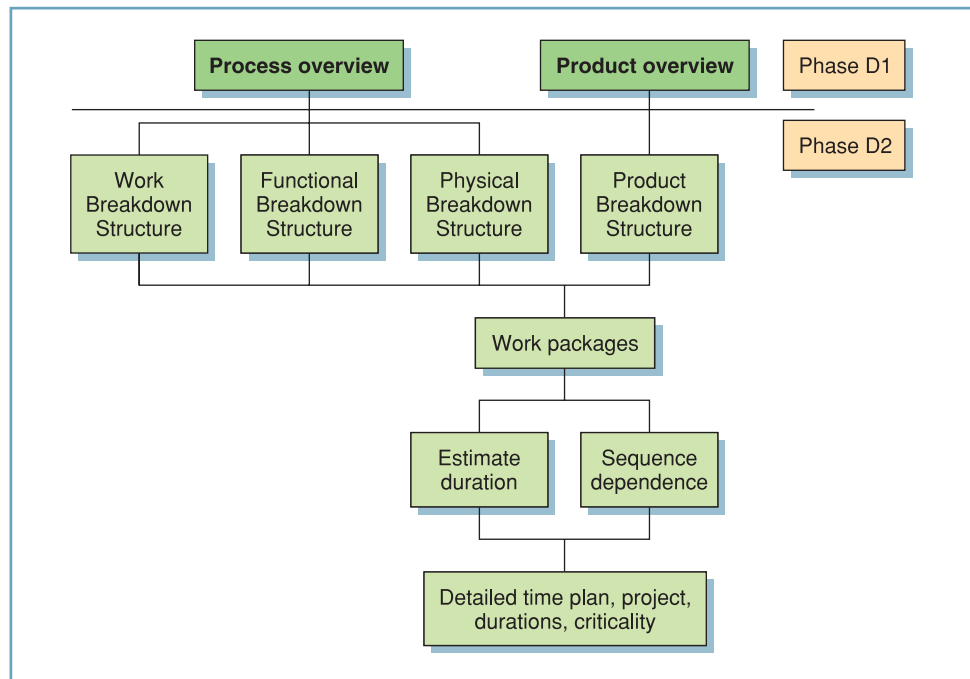 Process overview
Product overview
Phase D1
Phase D2
Work
Breakdown
Structure
Functional
Breakdown
Structure
Physical
Breakdown
Structure
Product
Breakdown
Structure
Work packages
Estimate
duration
Sequence
dependence
Detailed time plan, project,
durations, criticality